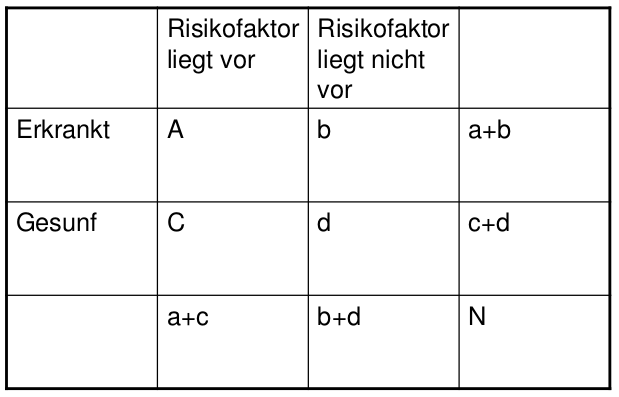 Risikofaktor
liegt vor
Risikofaktor
liegt nicht
vor
Erkrankt
A
b
a+b
Gesunf
C
d
c+d
a+c
b+d
N